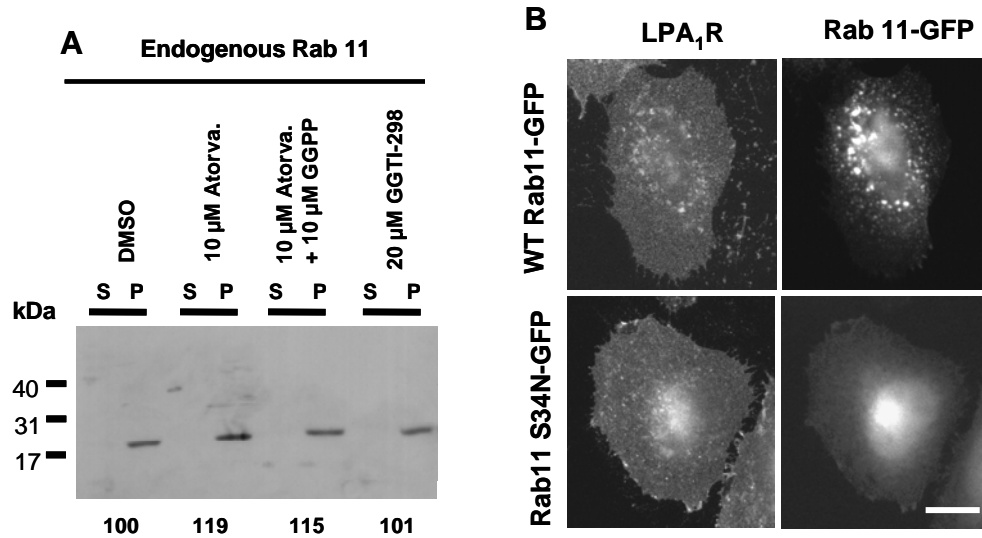 A
Endogenous Rab 11
DMSO
10 µM Atorva.
10 µM Atorva.
+ 10 µM GGPP
20 µM GGTI-298
S P S P S P S P
kDa
40
31
17
100 119 115 101
B
LPA1R Rab 11-GFP
WT Rab11-GFP
Rab11 S34N-GFP